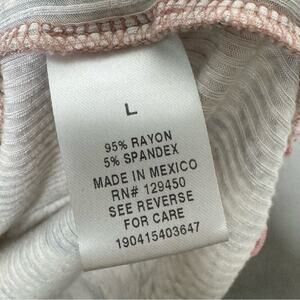 L
95% RAYON
5% SPANDEX
MADE IN MEXICO
RN# 129450
SEE REVERSE
FOR CARE
190415403647